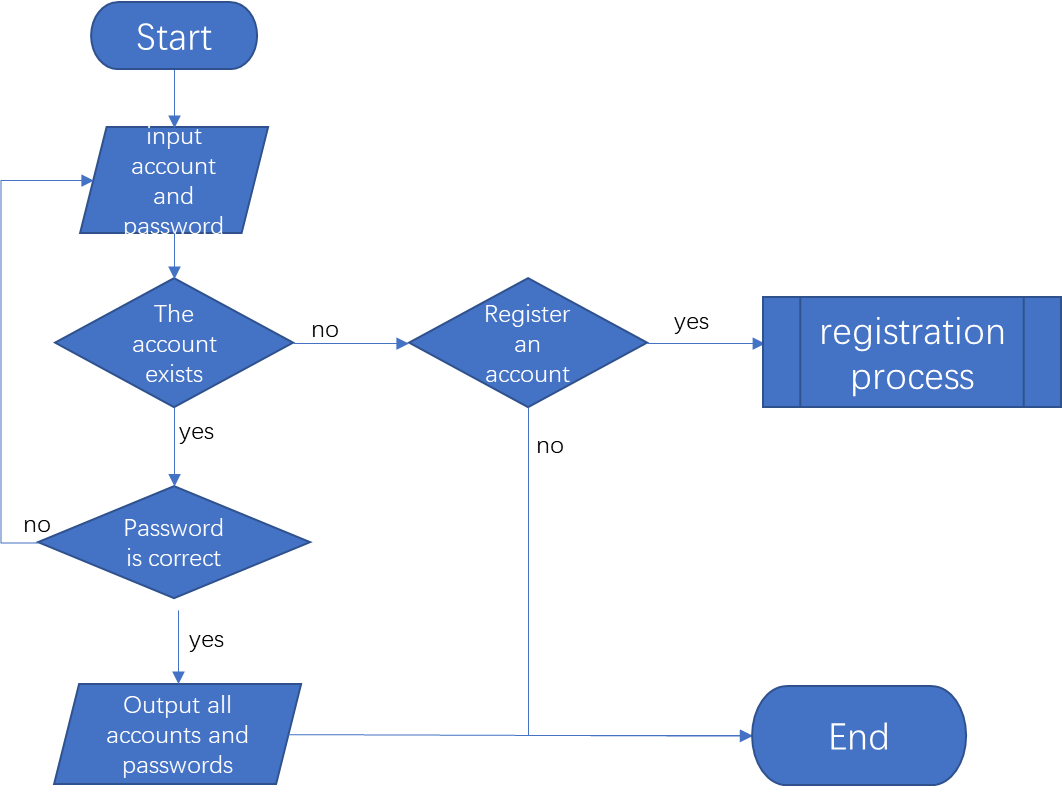 Start
input
account
and
password
The
account
exists
no
Register
an
account
yes
registration
process
yes
no
no
Password
is correct
yes
Output all
accounts and
passwords
End